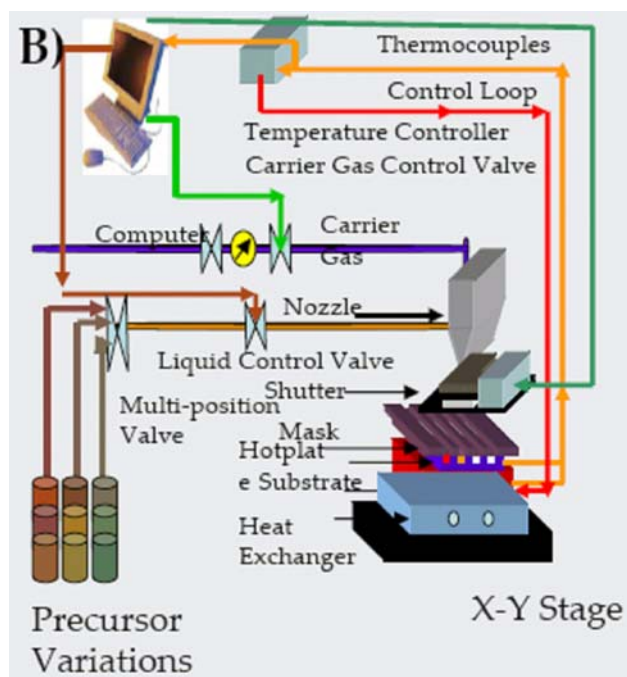 B)
Thermocouples
Control Loop
Temperature Controller
Carrier Gas Control Valve
Computer
Carrier
Gas
Nozzle
Liquid Control Valve
Shutter
Multi-position
Valve
Mask
Hotplat
e Substrate
Heat
Exchanger
X-Y Stage
Precursor
Variations